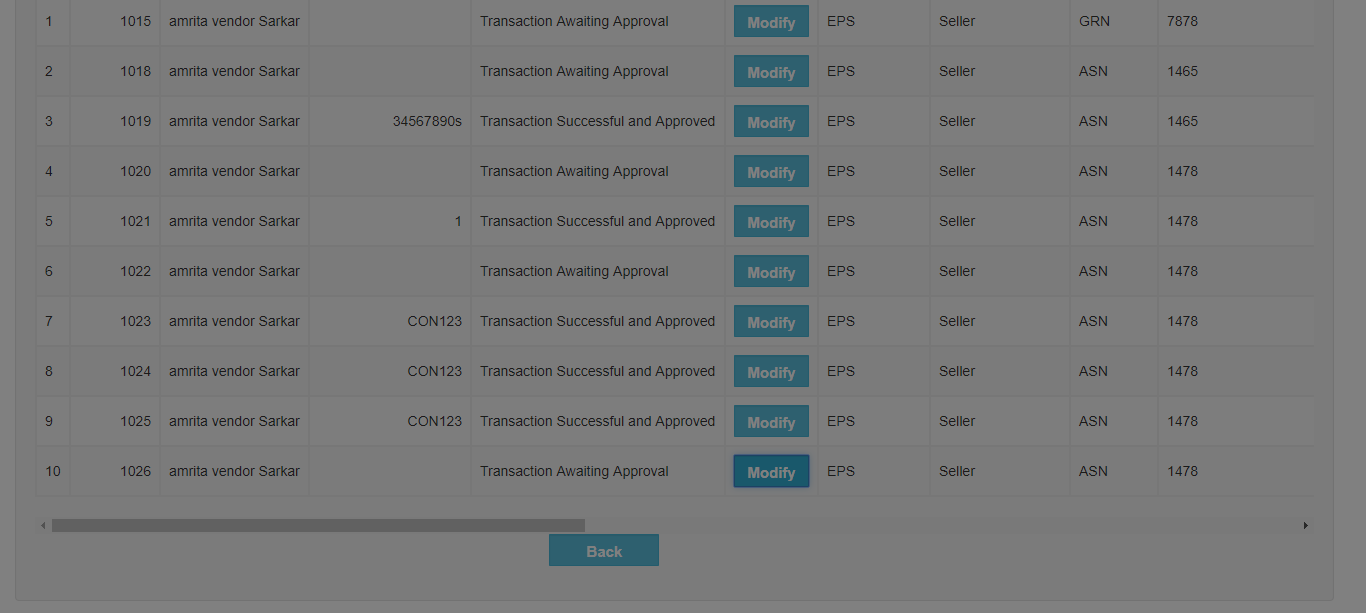 1 1015 amrita vendor Sarkar Transaction Awaiting Approval Modify EPS Seller GRN 7878
2 1018 amrita vendor Sarkar Transaction Awaiting Approval Modify EPS Seller ASN 1465
3 1019 amrita vendor Sarkar 34567890s Transaction Successful and Approved Modify EPS Seller ASN 1465
4 1020 amrita vendor Sarkar Transaction Awaiting Approval Modify EPS Seller ASN 1478
5 1021 amrita vendor Sarkar 1 Transaction Successful and Approved Modify EPS Seller ASN 1478
6 1022 amrita vendor Sarkar Transaction Awaiting Approval Modify EPS Seller ASN 1478
7 1023 amrita vendor Sarkar CON123 Transaction Successful and Approved Modify EPS Seller ASN 1478
8 1024 amrita vendor Sarkar CON123 Transaction Successful and Approved Modify EPS Seller ASN 1478
9 1025 amrita vendor Sarkar CON123 Transaction Successful and Approved Modify EPS Seller ASN 1478
10 1026 amrita vendor Sarkar Transaction Awaiting Approval Modify EPS Seller ASN 1478
Back